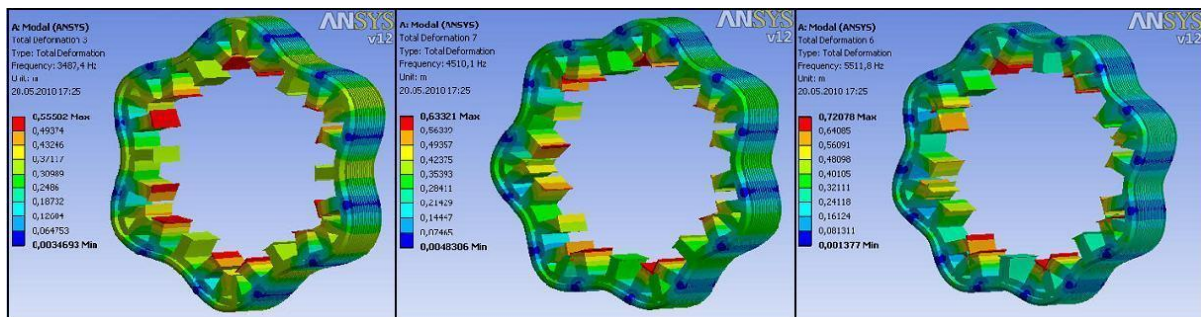 A: Modal (ANSYS)
Total Deformation 3
Type: Total Deformation
Frequency: 3487,4 Hz
Unit: m
20.05.2010 17:25
0,55502 Max
0,49374
0,43246
0,37117
0,30989
0,2486
0,18732
0,12604
0,064753
0,0034693 Min
ANSYS
v12
A: Modal (ANSYS)
Total Deformation 7
Type: Total Deformation
Frequency: 4510,1 Hz
Unit: m
20.05.2010 17:25
0,63321 Max
0,56339
0,49357
0,42375
0,35393
0,28411
0,21429
0,14447
0,07465
0,0048306 Min
ANSYS
v12
A: Modal (ANSYS)
Total Deformation 6
Type: Total Deformation
Frequency: 5511,8 Hz
Unit: m
20.05.2010 17:25
0,72078 Max
0,64085
0,56091
0,48098
0,40105
0,32111
0,24118
0,16124
0,081311
0,001377 Min
ANSYS
v12